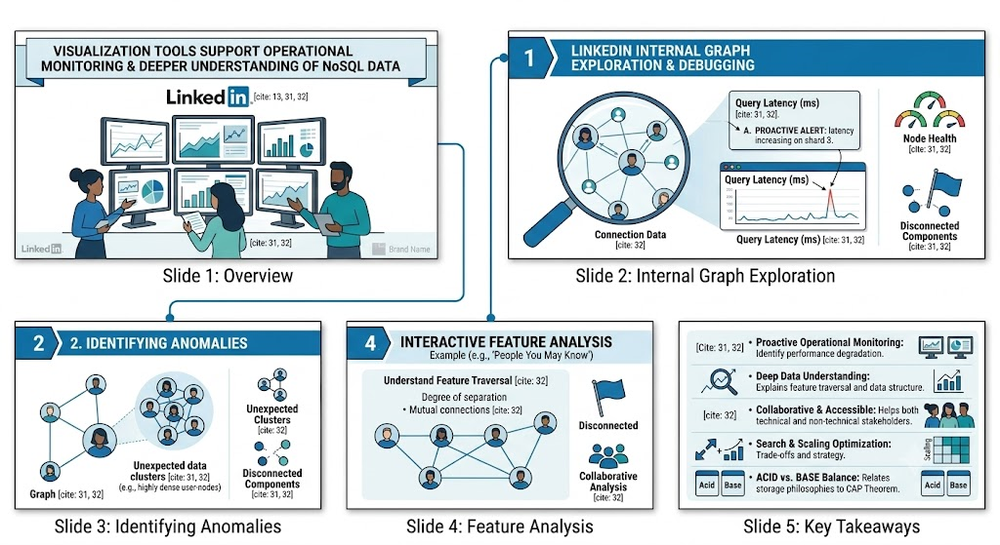 VISUALIZATION TOOLS SUPPORT OPERATIONAL
MONITORING & DEEPER UNDERSTANDING OF NoSQL DATA
Linked in [cite: 13, 31, 32]
[cite: 31, 32]
Linked in
Brand Name
Slide 1: Overview
1
LINKEDIN INTERNAL GRAPH
EXPLORATION & DEBUGGING
Query Latency (ms)
[cite: 31, 32].
A. PROACTIVE ALERT: latency
increasing on shard 3.
Query Latency (ms)
Query Latency (ms) [cite: 31, 32]
Connection Data
[cite: 32]
Node Health
[cite: 31, 32]
Disconnected
Components
[cite: 31, 32]
Slide 2: Internal Graph Exploration
2
2. IDENTIFYING ANOMALIES
Graph [cite: 31, 32]
Unexpected data
clusters [cite: 31, 32]
(e.g., highly dense user-nodes)
Unexpected
Clusters
[cite: 32]
Disconnected
Components
[cite: 31, 32]
Slide 3: Identifying Anomalies
4
INTERACTIVE FEATURE ANALYSIS
Example (e.g., 'People You May Know')
Understand Feature Traversal [cite: 32]
Degree of separation
• Mutual connections [cite: 32]
Disconnected
Collaborative
Analysis
[cite: 32]
Slide 4: Feature Analysis
[Cite: 31, 32] • Proactive Operational Monitoring:
Identify performance degradation.
• Deep Data Understanding:
Explains feature traversal and data structure.
[cite: 32] • Collaborative & Accessible: Helps both
technical and non-technical stakeholders.
• Search & Scaling Optimization:
Trade-offs and strategy.
Scaling
Acid Base • ACID vs. BASE Balance: Relates
storage philosophies to CAP Theorem.
Acid Base
Slide 5: Key Takeaways